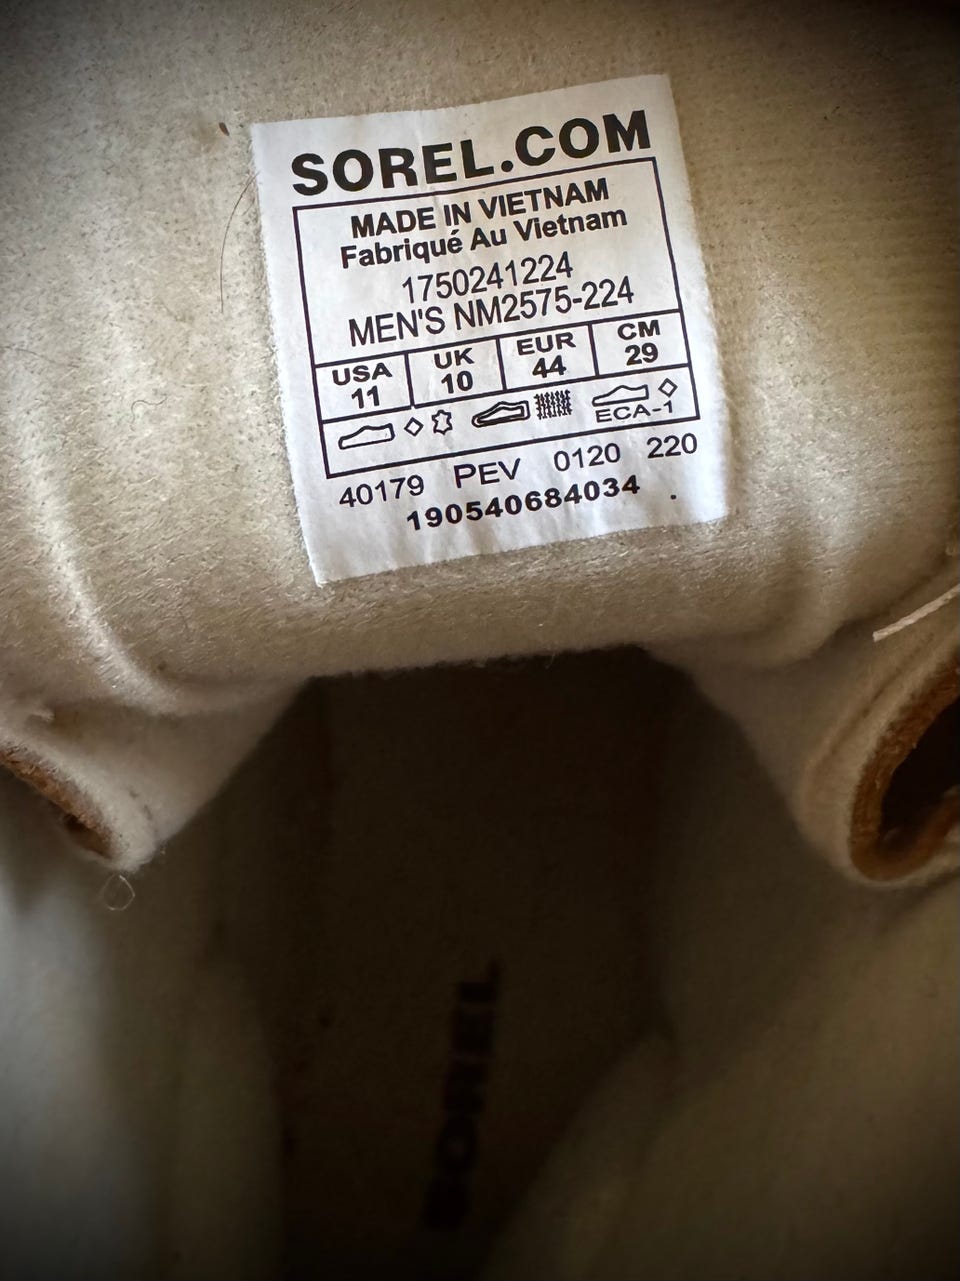 SOREL.COM
MADE IN VIETNAM
Fabriqué Au Vietnam
1750241224
MEN'S NM2575-224
USA UK EUR CM
11 10 44 29
ECA-1
40179 PEV 0120 220
190540684034 .
SOREL